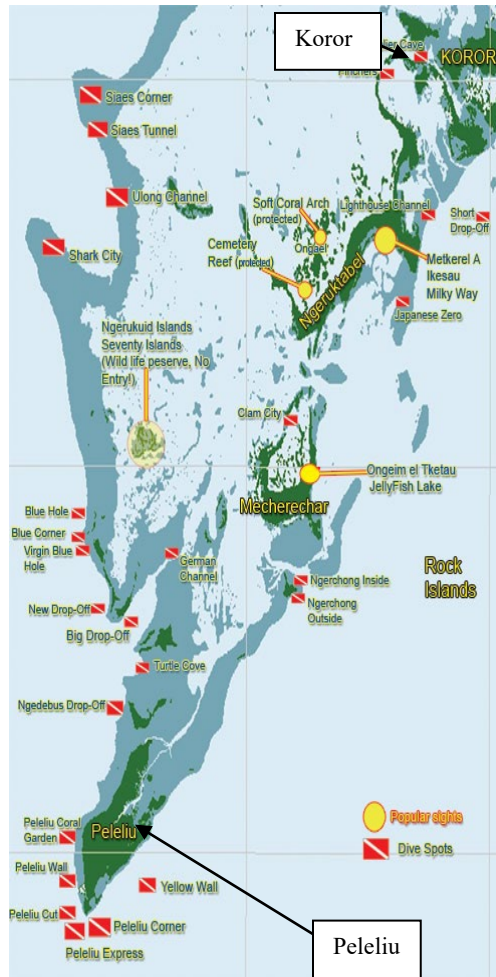 Koror
KOROR
Siaes Corner
Siaes Tunnel
Ulong Channel
Soft Coral Arch
(protected)
Lighthouse Channel
Short
Drop-Off
Shark City
Cemetery
Reef (protected)
Ongael
Ngeruktabel
Metkerel A
Ikesau
Milky Way
Japanese Zero
Ngerukuid Islands
Seventy Islands
(Wild life peserve, No
Entry!)
Clam City
Ongeim el Tketau
JellyFish Lake
Mecherechar
Blue Hole
Blue Corner
Virgin Blue
Hole
German
Channel
Rock
Islands
Ngerchong Inside
Ngerchong
Outside
New Drop-Off
Big Drop-Off
Turtle Cove
Ngedebus Drop-Off
Popular sights
Peleliu Coral
Garden
Peleliu
Dive Spots
Peleliu Wall
Yellow Wall
Peleliu Cut
Peleliu Corner
Peleliu Express
Peleliu